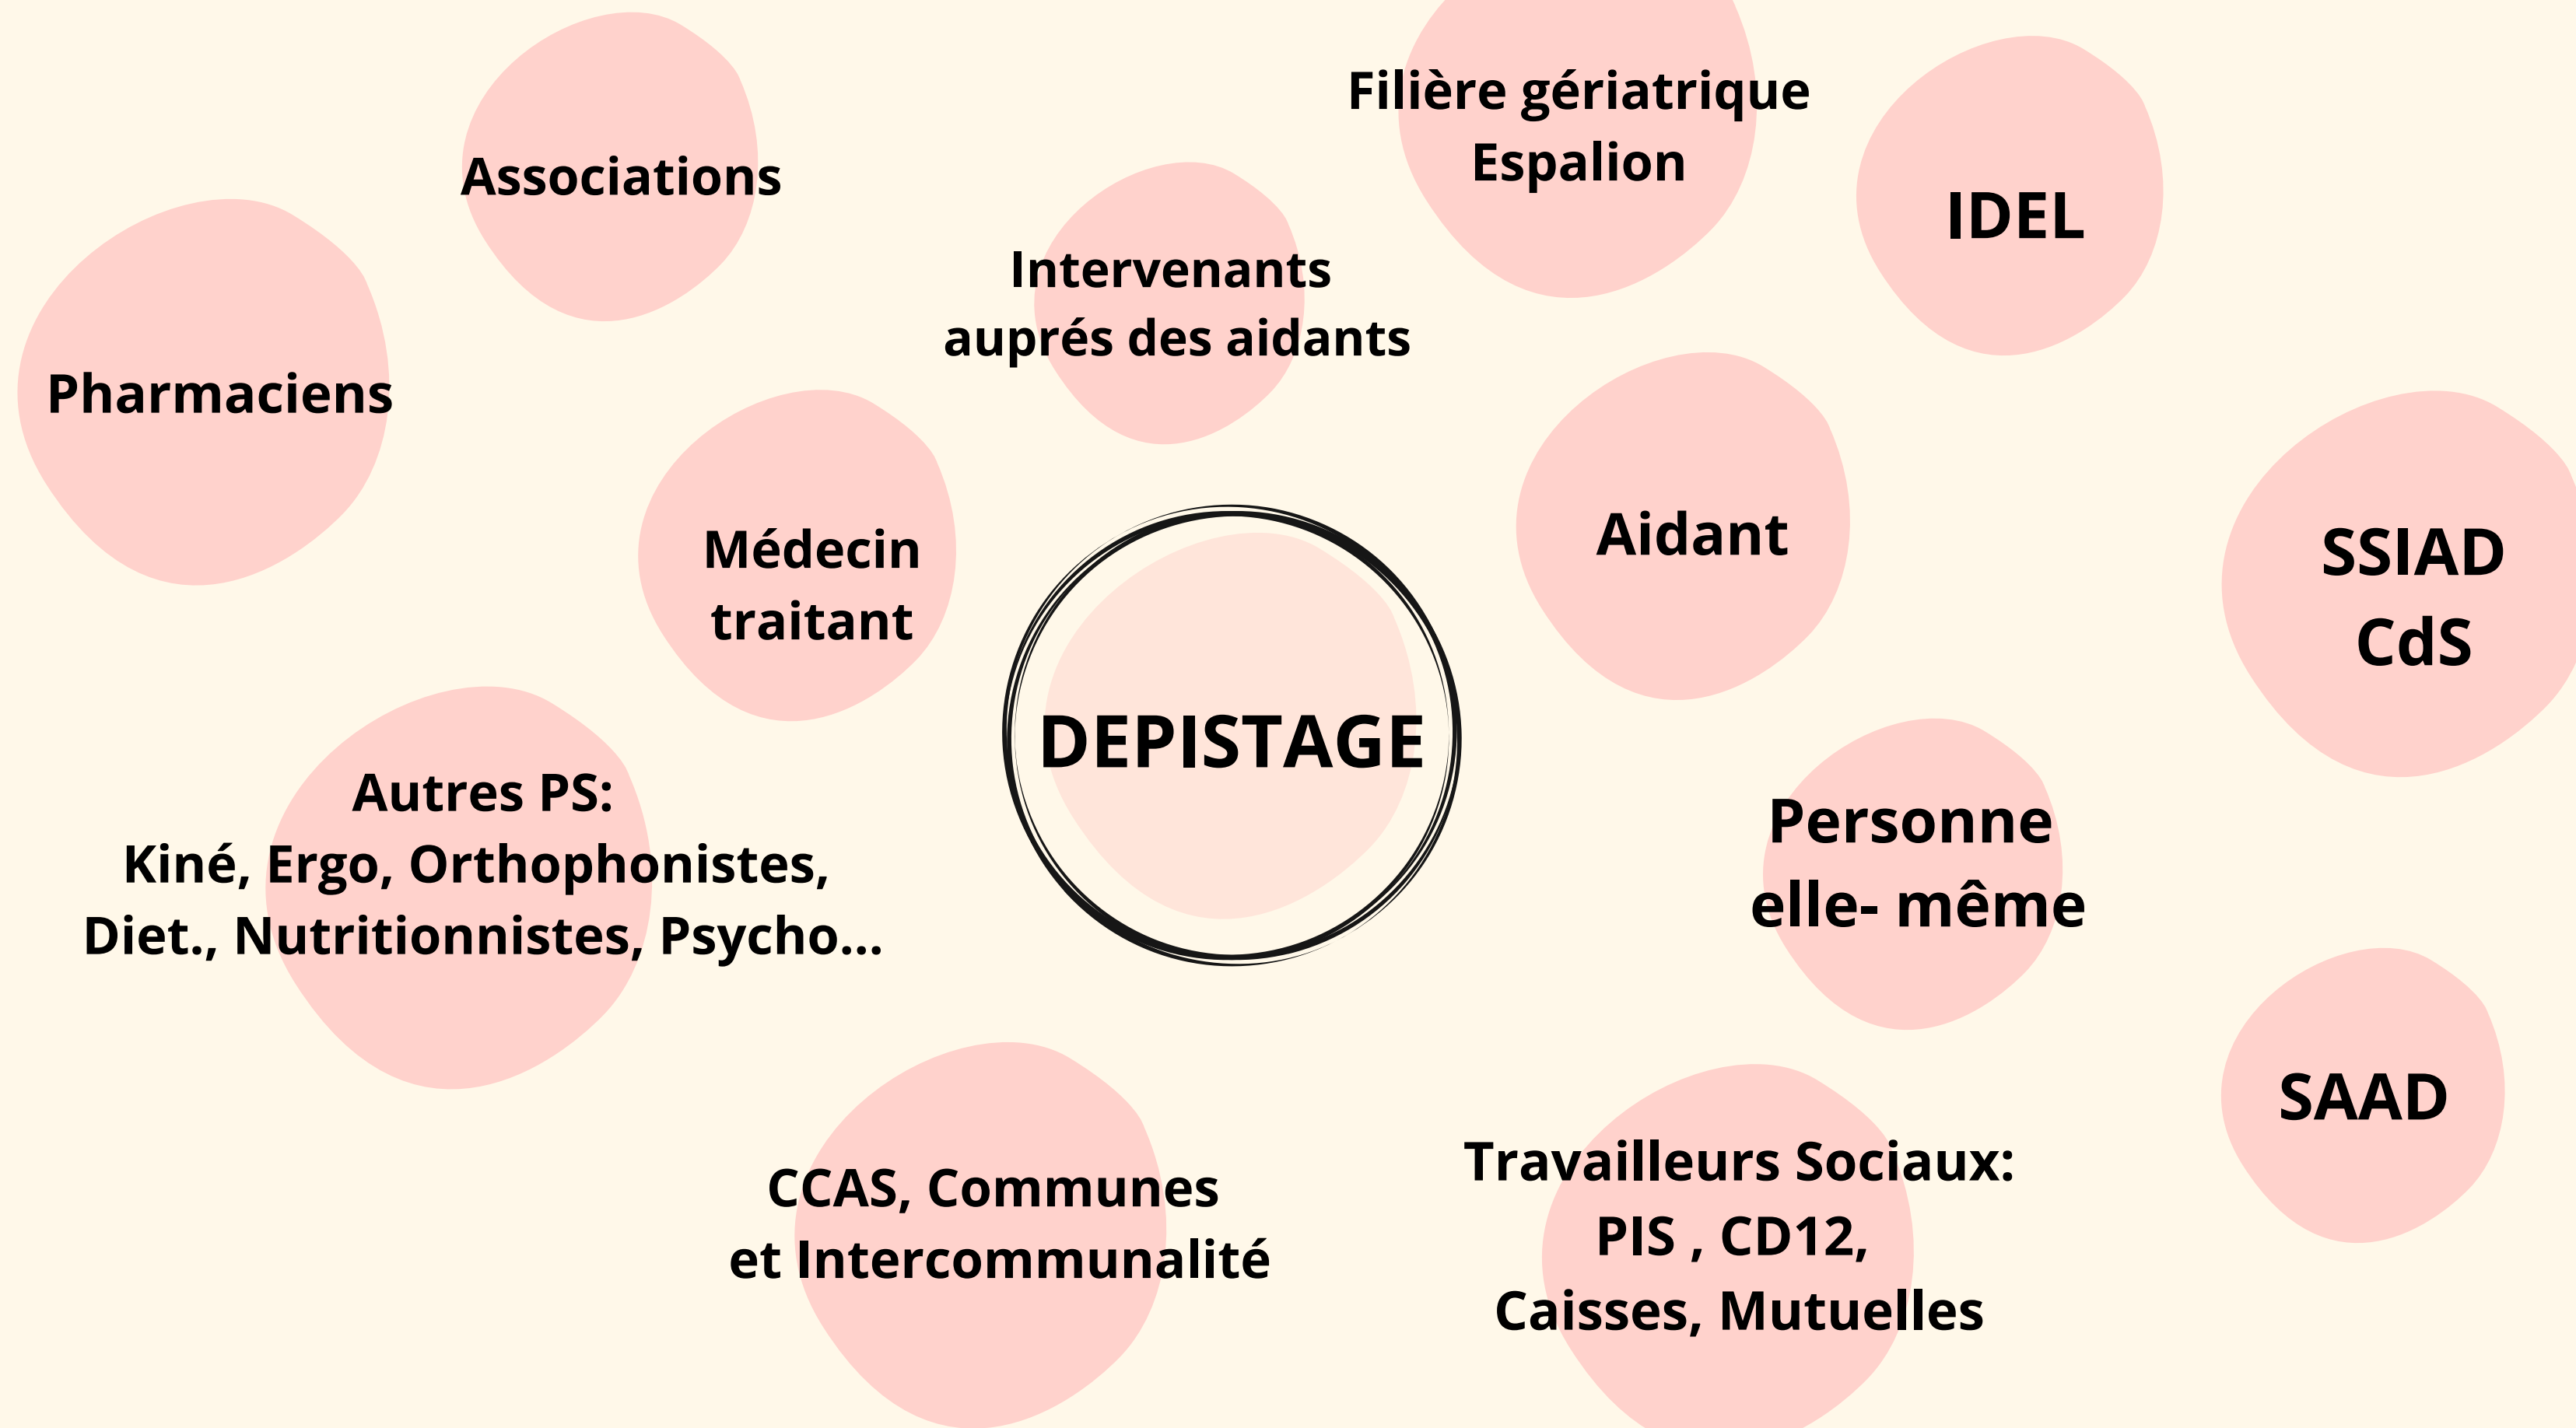 Filière gériatrique
Espalion
Associations
IDEL
Intervenants
auprés des aidants
Pharmaciens
Aidant
Médecin
traitant
SSIAD
CdS
DEPISTAGE
Autres PS:
Kiné, Ergo, Orthophonistes,
Diet., Nutritionnistes, Psycho...
Personne
elle- même
SAAD
CCAS, Communes
et Intercommunalité
Travailleurs Sociaux:
PIS , CD12,
Caisses, Mutuelles